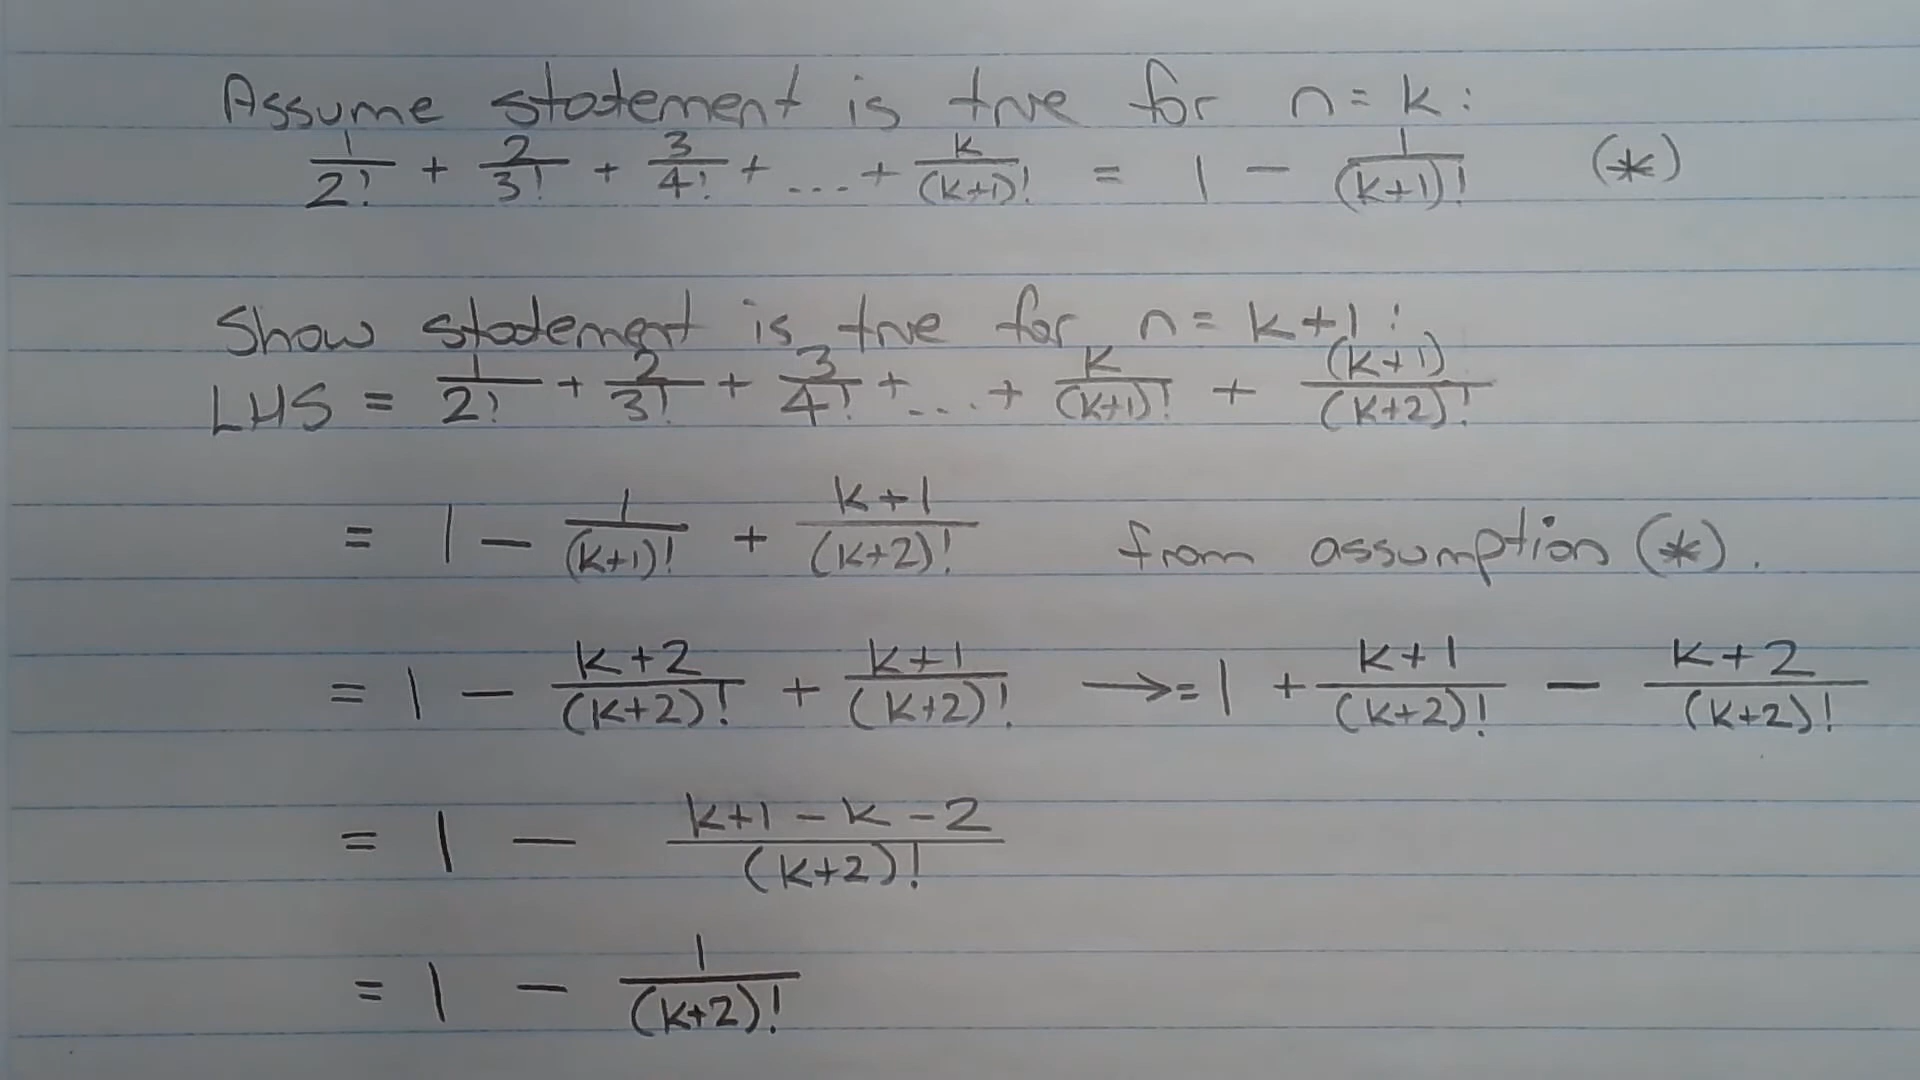 Assume statement is true for n = k :
1/2! + 2/3! + 3/4! + ... + k/(k+1)! = 1 - 1/(k+1)! (*)
Show statement is true for n = k+1 :
LHS = 1/2! + 2/3! + 3/4! + ... + k/(k+1)! + (k+1)/(k+2)!
= 1 - 1/(k+1)! + k+1/(k+2)! from assumption (*).
= 1 - k+2/(k+2)! + k+1/(k+2)! → = 1 + k+1/(k+2)! - k+2/(k+2)!
= 1 - k+1-k-2/(k+2)!
= 1 - 1/(k+2)!